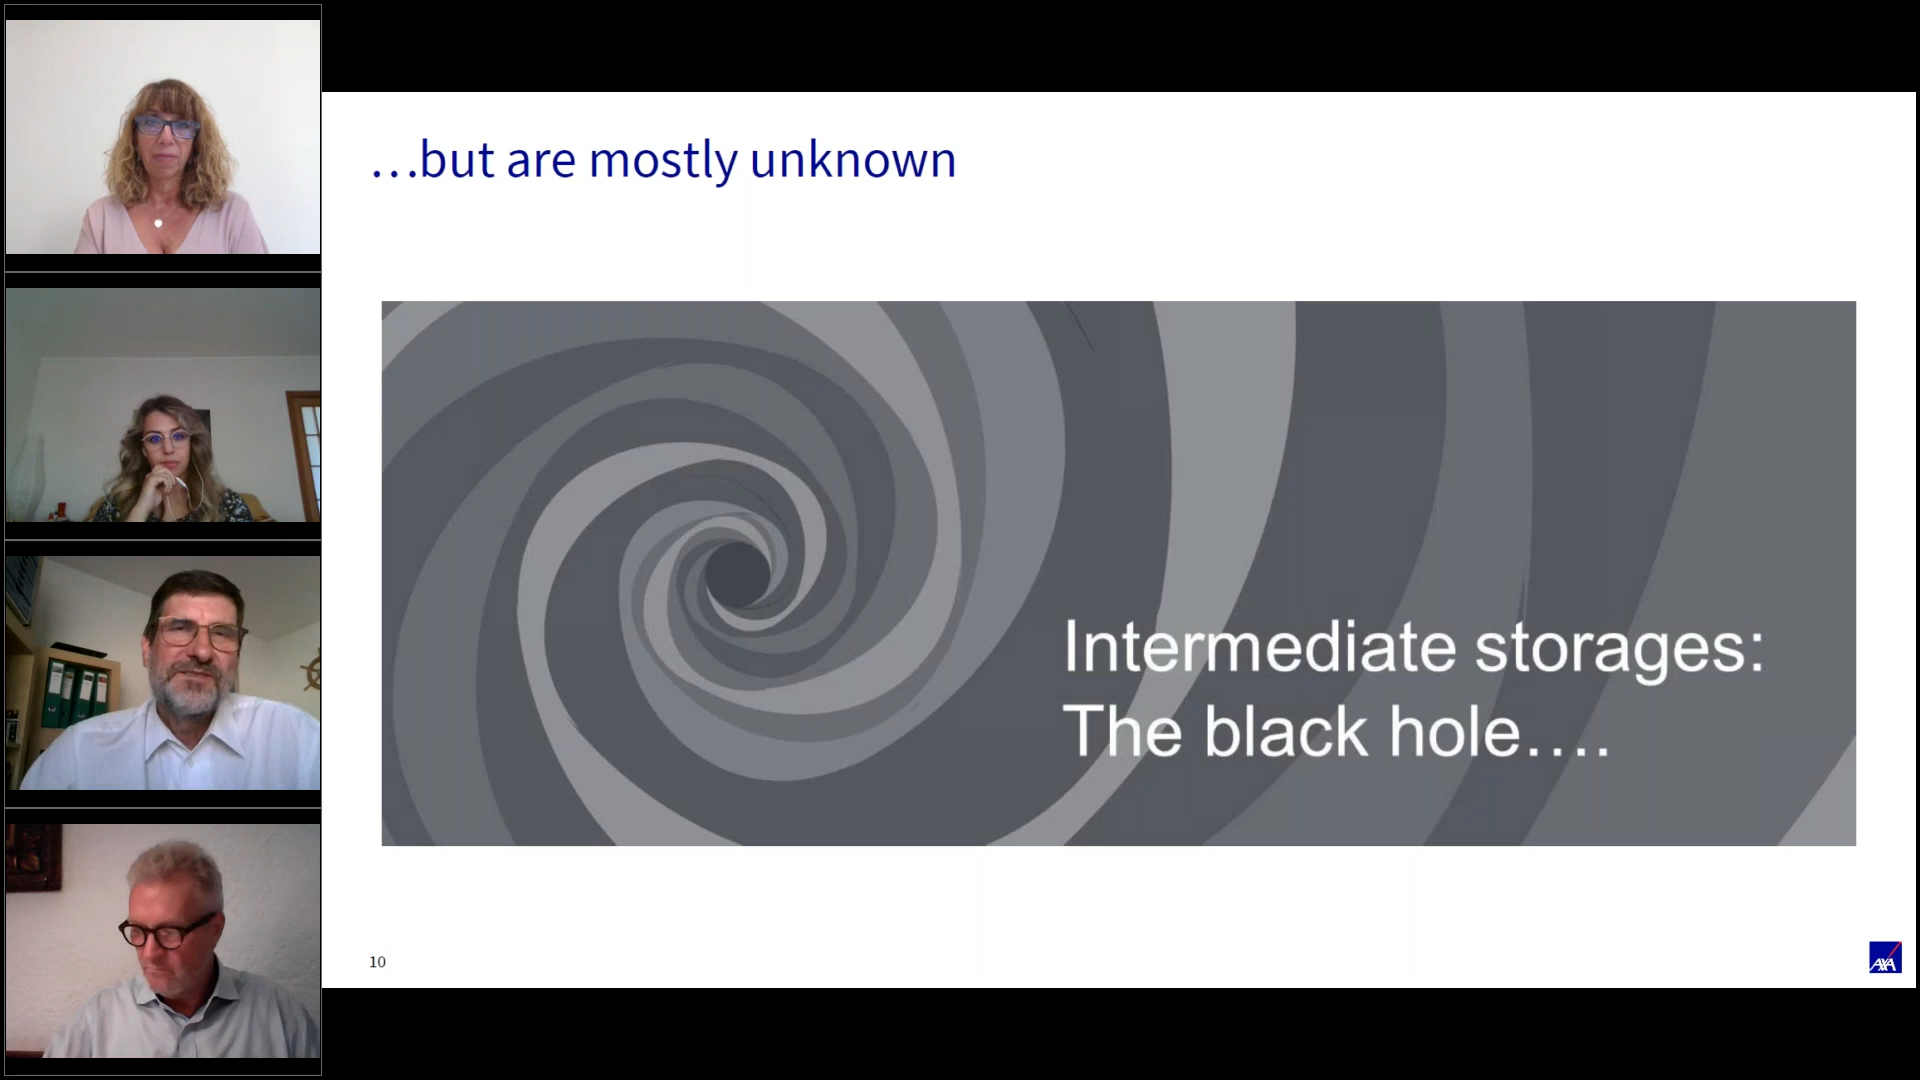 …but are mostly unknown
Intermediate storages:
The black hole….
10
AXA